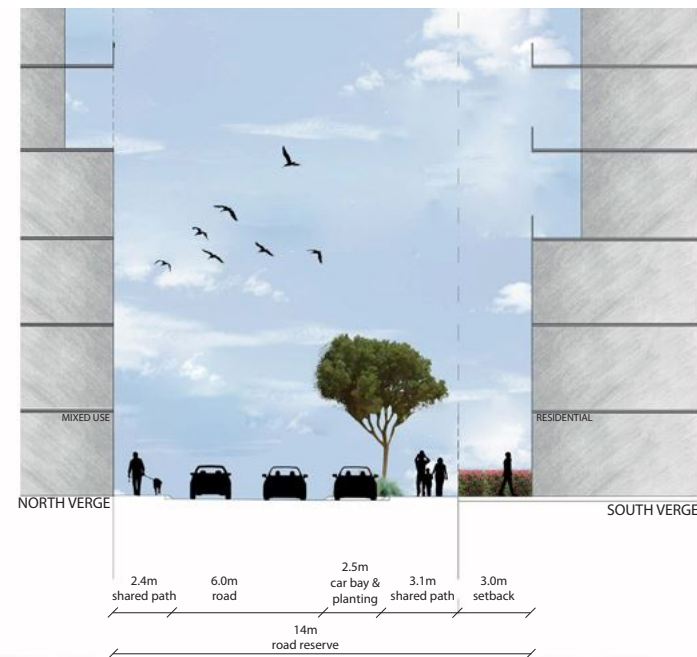 MIXED USE
RESIDENTIAL
NORTH VERGE
SOUTH VERGE
2.4m
shared path
6.0m
road
2.5m
car bay &
planting
3.1m
shared path
3.0m
setback
14m
road reserve